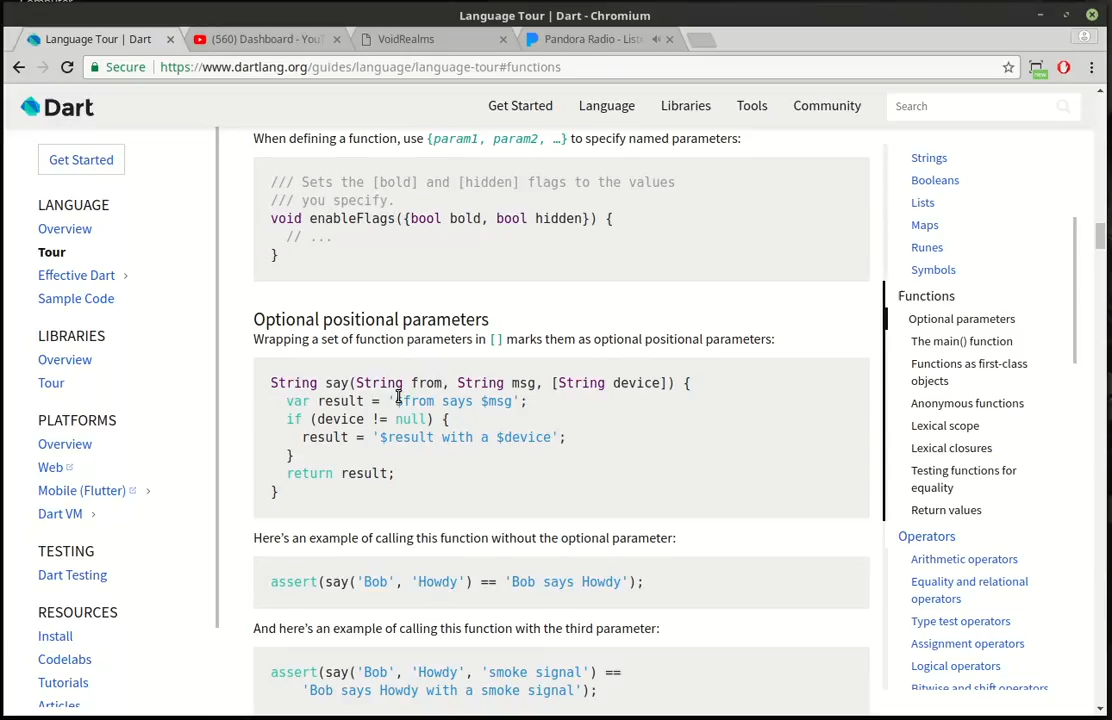 Language Tour | Dart - Chromium
Language Tour | Dart
(560) Dashboard - You
VoidRealms
Pandora Radio - List
Secure
https://www.dartlang.org/guides/language/language-tour#functions
new
Dart
Get Started
Language
Libraries
Tools
Community
Search
Get Started
LANGUAGE
Overview
Tour
Effective Dart
Sample Code
LIBRARIES
Overview
Tour
PLATFORMS
Overview
Web
Mobile (Flutter)
Dart VM
TESTING
Dart Testing
RESOURCES
Install
Codelabs
Tutorials
Articles
When defining a function, use {param1, param2, …} to specify named parameters:
/// Sets the [bold] and [hidden] flags to the values
/// you specify.
void enableFlags({bool bold, bool hidden}) {
// ...
}
Optional positional parameters
Wrapping a set of function parameters in [] marks them as optional positional parameters:
String say(String from, String msg, [String device]) {
var result = '$from says $msg';
if (device != null) {
result = '$result with a $device';
}
return result;
}
Here's an example of calling this function without the optional parameter:
assert(say('Bob', 'Howdy') == 'Bob says Howdy');
And here's an example of calling this function with the third parameter:
assert(say('Bob', 'Howdy', 'smoke signal') ==
'Bob says Howdy with a smoke signal');
Strings
Booleans
Lists
Maps
Runes
Symbols
Functions
Optional parameters
The main() function
Functions as first-class
objects
Anonymous functions
Lexical scope
Lexical closures
Testing functions for
equality
Return values
Operators
Arithmetic operators
Equality and relational
operators
Type test operators
Assignment operators
Logical operators
Bitwise and shift operators